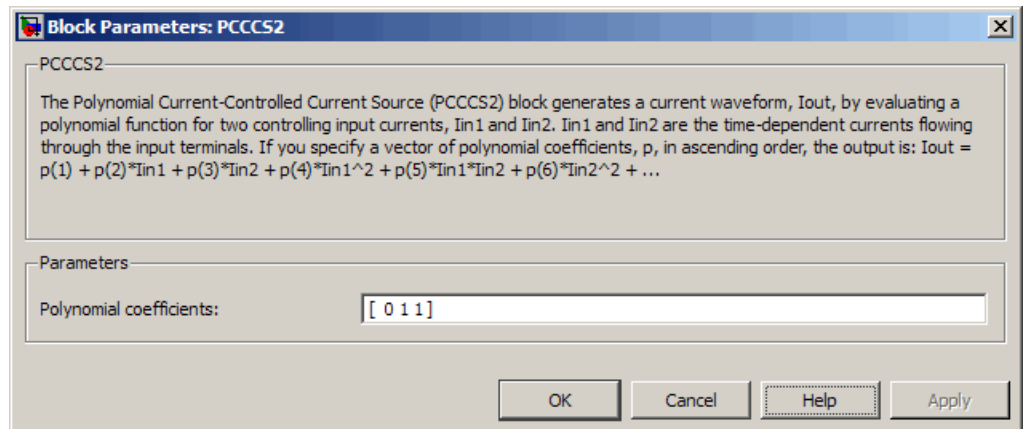 Block Parameters: PCCCS2
PCCCS2
The Polynomial Current-Controlled Current Source (PCCCS2) block generates a current waveform, Iout, by evaluating a
polynomial function for two controlling input currents, Iin1 and Iin2. Iin1 and Iin2 are the time-dependent currents flowing
through the input terminals. If you specify a vector of polynomial coefficients, p, in ascending order, the output is: Iout =
p(1) + p(2)*Iin1 + p(3)*Iin2 + p(4)*Iin1^2 + p(5)*Iin1*Iin2 + p(6)*Iin2^2 + ...
Parameters
Polynomial coefficients:
[ 0 1 1]
OK
Cancel
Help
Apply